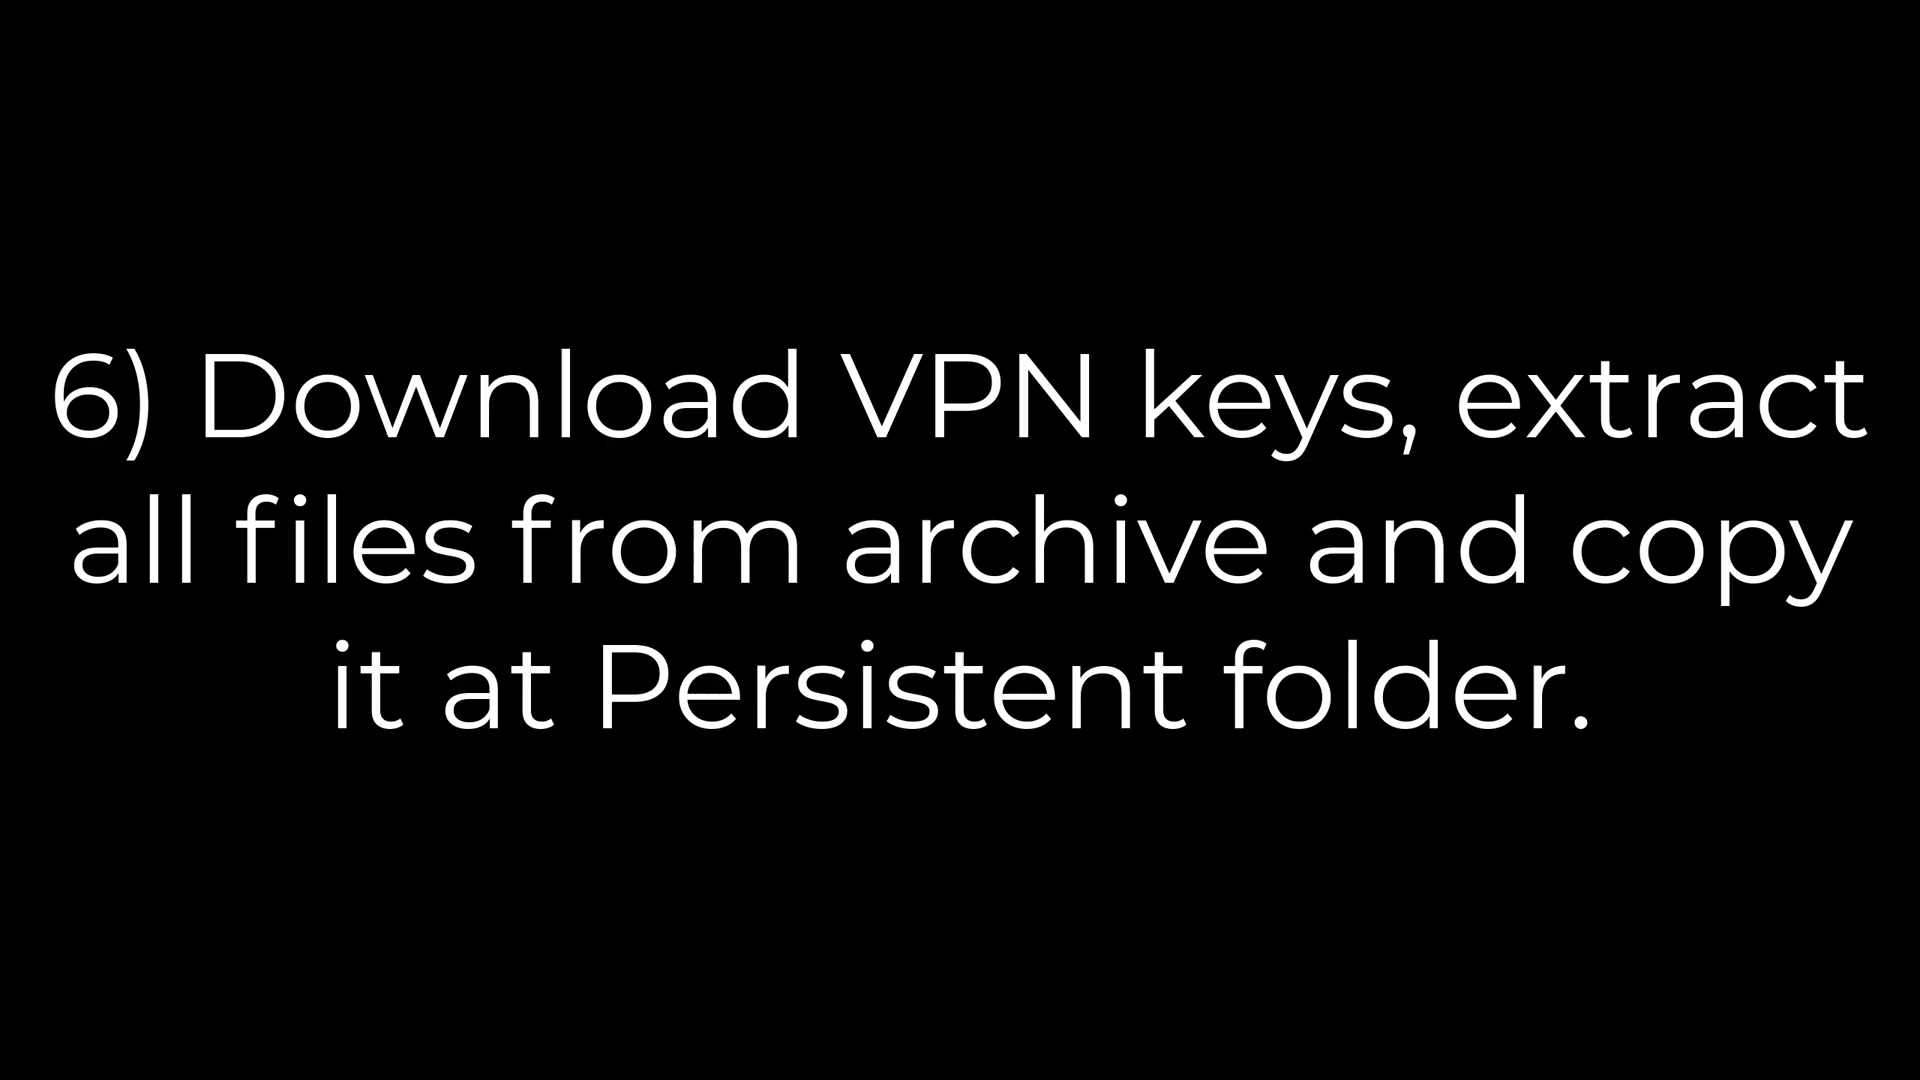 6) Download VPN keys, extract
all files from archive and copy
it at Persistent folder.